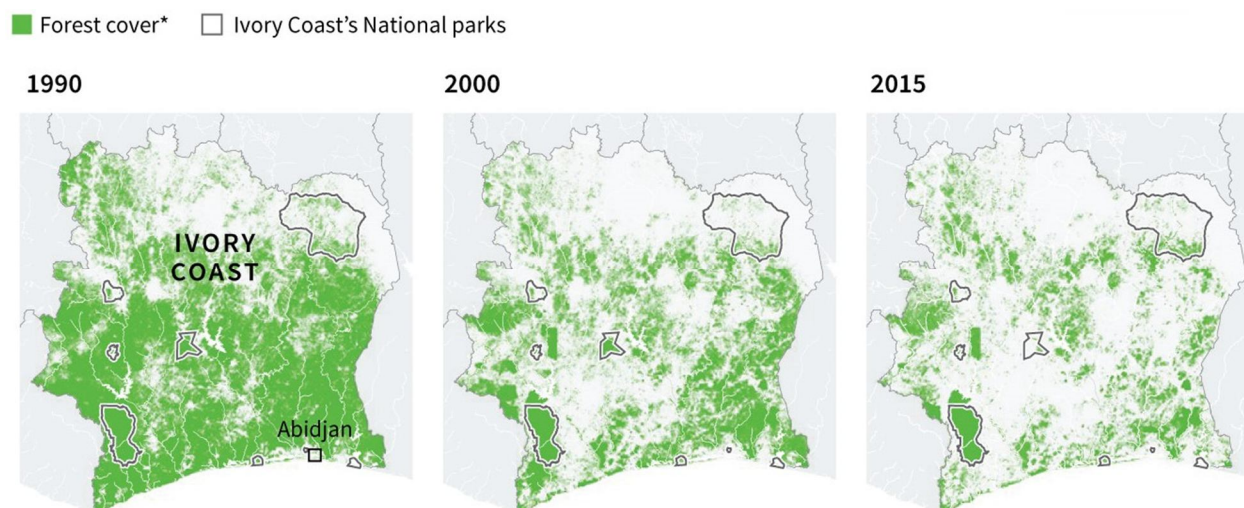 Forest cover* Ivory Coast's National parks
1990 2000 2015
IVORY
COAST
Abidjan